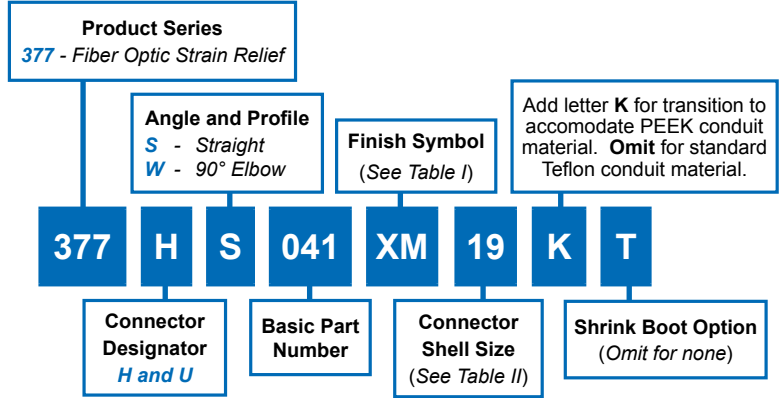 Product Series
377 - Fiber Optic Strain Relief
Angle and Profile
S - Straight
W - 90° Elbow
Finish Symbol
(See Table I)
Add letter K for transition to
accomodate PEEK conduit
material. Omit for standard
Teflon conduit material.
377 H S 041 XM 19 K T
Connector
Designator
H and U
Basic Part
Number
Connector
Shell Size
(See Table II)
Shrink Boot Option
(Omit for none)